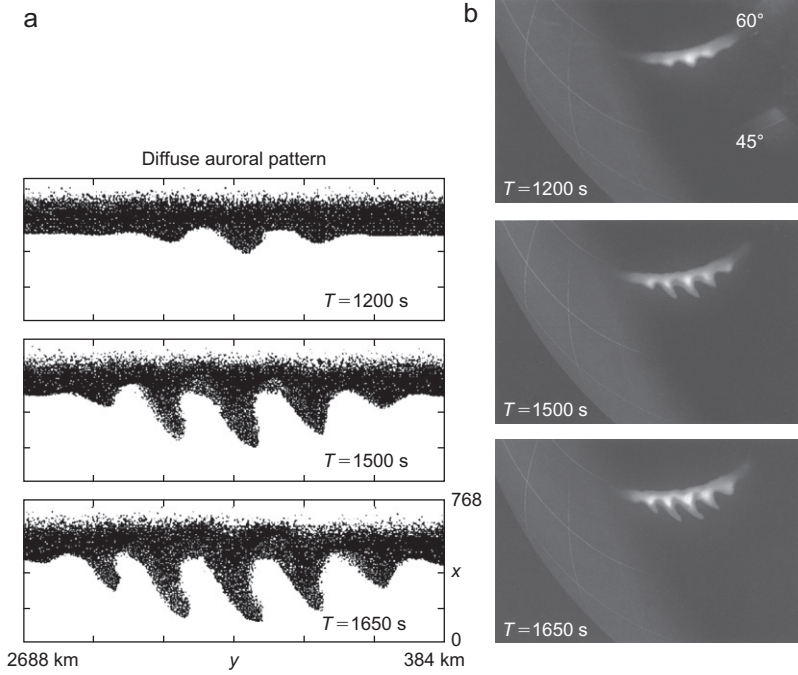 a
Diffuse auroral pattern
T = 1200 s
T = 1500 s
768
x
T = 1650 s
0
2688 km
y
384 km
b
60°
45°
T = 1200 s
T = 1500 s
T = 1650 s